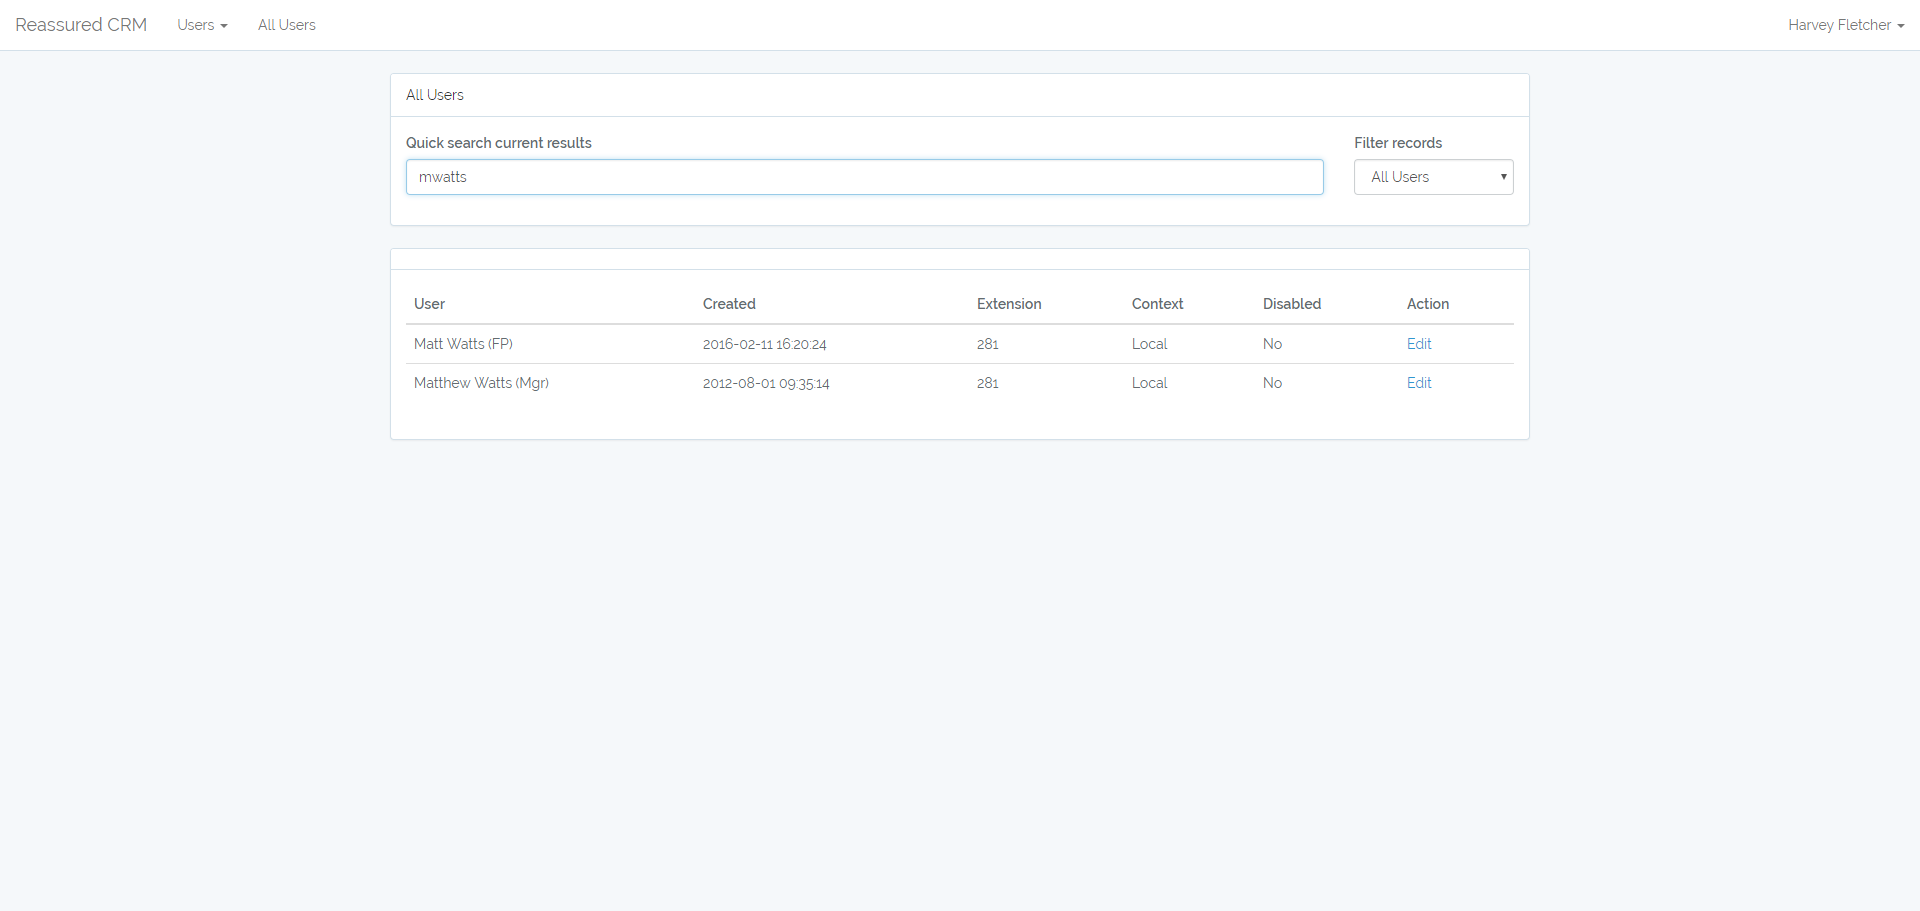 Reassured CRM Users All Users Harvey Fletcher
All Users
Quick search current results Filter records
mwatts All Users
User Created Extension Context Disabled Action
Matt Watts (FP) 2016-02-11 16:20:24 281 Local No Edit
Matthew Watts (Mgr) 2012-08-01 09:35:14 281 Local No Edit